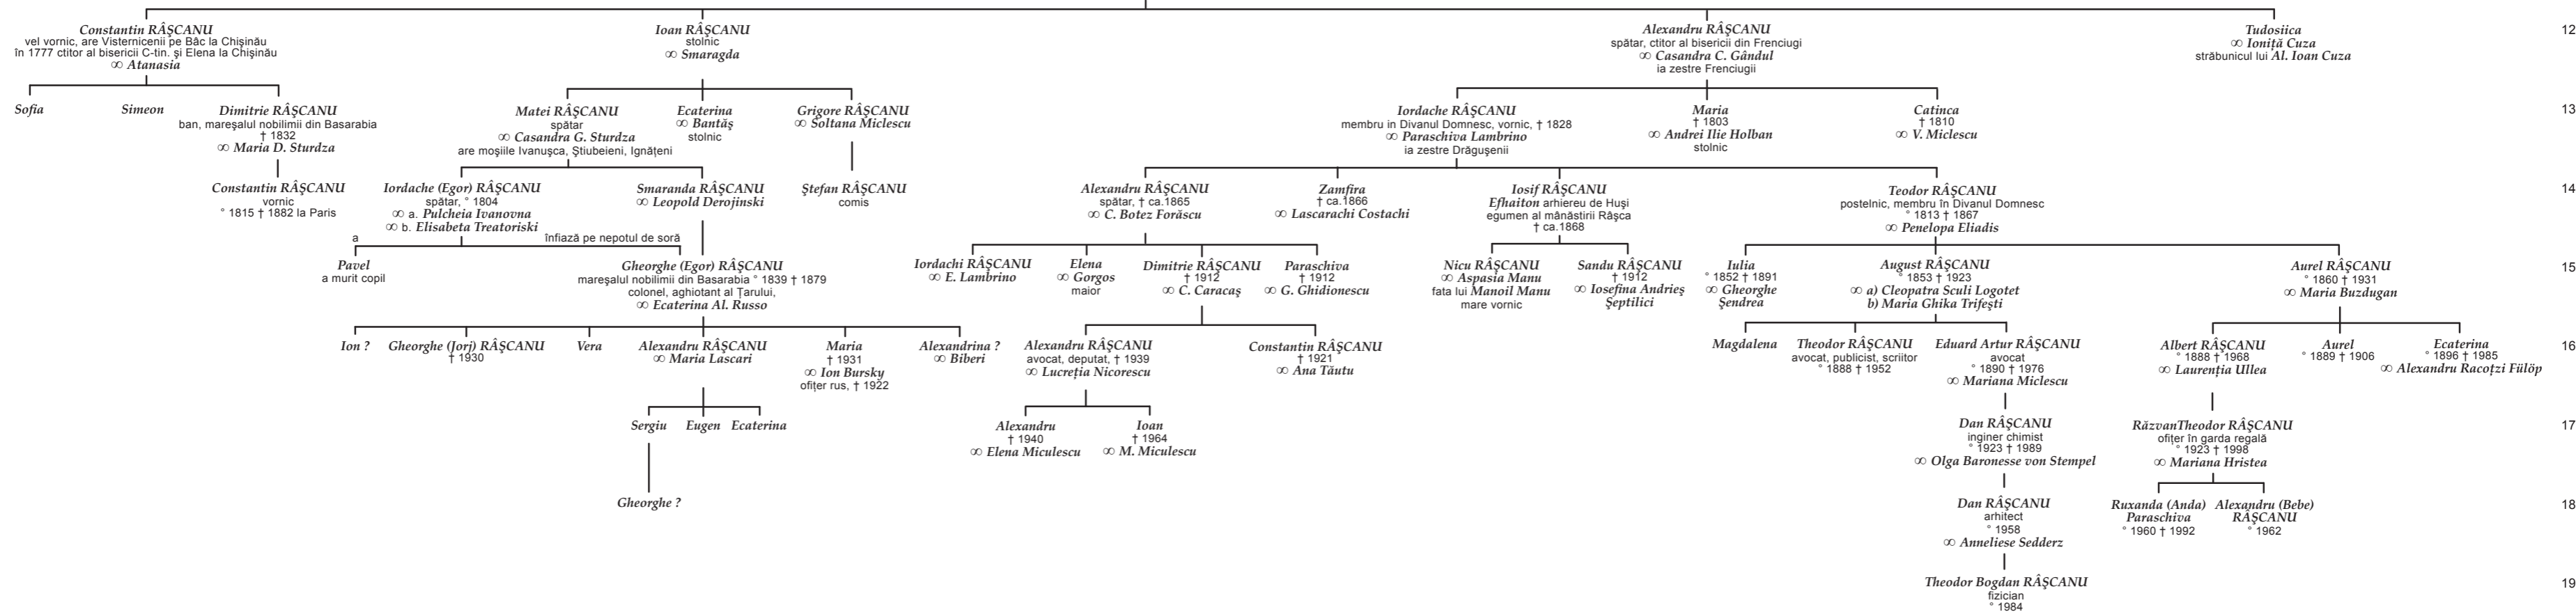 Constantin RÂŞCANU
vel vornic, are Visternicenii pe Bâc la Chişinău
în 1777 ctitor al bisericii C-tin. şi Elena la Chişinău
∞ Atanasia
Ioan RÂŞCANU
stolnic
∞ Smaragda
Alexandru RÂŞCANU
spătar, ctitor al bisericii din Frenciugi
∞ Casandra C. Gândul
ia zestre Frenciugii
Tudosiica
∞ Ioniţă Cuza
străbunicul lui Al. Ioan Cuza
12
Sofia
Simeon
Dimitrie RÂŞCANU
ban, mareşalul nobilimii din Basarabia
† 1832
∞ Maria D. Sturdza
Matei RÂŞCANU
spătar
∞ Casandra G. Sturdza
are moşiile Ivanuşca, Ştiubeieni, Ignăţeni
Ecaterina
∞ Bantăş
stolnic
Grigore RÂŞCANU
∞ Soltana Miclescu
Iordache RÂŞCANU
membru in Divanul Domnesc, vornic, † 1828
∞ Paraschiva Lambrino
ia zestre Drăguşenii
Maria
† 1803
∞ Andrei Ilie Holban
stolnic
Catinca
† 1810
∞ V. Miclescu
13
Constantin RÂŞCANU
vornic
° 1815 † 1882 la Paris
Iordache (Egor) RÂŞCANU
spătar, ° 1804
∞ a. Pulcheia Ivanovna
∞ b. Elisabeta Treatoriski
Smaranda RÂŞCANU
∞ Leopold Derojinski
Ştefan RÂŞCANU
comis
Alexandru RÂŞCANU
spătar, † ca.1865
∞ C. Botez Forăscu
Zamfira
† ca.1866
∞ Lascarachi Costachi
Iosif RÂŞCANU
Efhaiton arhiereu de Huşi
egumen al mânăstirii Râşca
† ca.1868
Teodor RÂŞCANU
postelnic, membru în Divanul Domnesc
° 1813 † 1867
∞ Penelopa Eliadis
14
a
înfiază pe nepotul de soră
Pavel
a murit copil
Gheorghe (Egor) RÂŞCANU
mareşalul nobilimii din Basarabia ° 1839 † 1879
colonel, aghiotant al Ţarului,
∞ Ecaterina Al. Russo
Iordachi RÂŞCANU
∞ E. Lambrino
Elena
∞ Gorgos
maior
Dimitrie RÂŞCANU
† 1912
∞ C. Caracaş
Paraschiva
† 1912
∞ G. Ghidionescu
Nicu RÂŞCANU
∞ Aspasia Manu
fata lui Manoil Manu
mare vornic
Sandu RÂŞCANU
† 1912
∞ Iosefina Andrieş
Şeptilici
Iulia
° 1852 † 1891
∞ Gheorghe
Şendrea
August RÂŞCANU
° 1853 † 1923
∞ a) Cleopatra Sculi Logotet
b) Maria Ghika Trifeşti
Aurel RÂŞCANU
° 1860 † 1931
∞ Maria Buzdugan
15
Ion ?
Gheorghe (Jorj) RÂŞCANU
† 1930
Vera
Alexandru RÂŞCANU
∞ Maria Lascari
Maria
† 1931
∞ Ion Bursky
ofiţer rus, † 1922
Alexandrina ?
∞ Biberi
Alexandru RÂŞCANU
avocat, deputat, † 1939
∞ Lucreţia Nicorescu
Constantin RÂŞCANU
† 1921
∞ Ana Tăutu
Magdalena
Theodor RÂŞCANU
avocat, publicist, scriitor
° 1888 † 1952
Eduard Artur RÂŞCANU
avocat
° 1890 † 1976
∞ Mariana Miclescu
Albert RÂŞCANU
° 1888 † 1968
∞ Laurenţia Ullea
Aurel
° 1889 † 1906
Ecaterina
° 1896 † 1985
∞ Alexandru Racoţzi Fülöp
16
Sergiu
Eugen
Ecaterina
Alexandru
† 1940
∞ Elena Miculescu
Ioan
† 1964
∞ M. Miculescu
Dan RÂŞCANU
inginer chimist
° 1923 † 1989
∞ Olga Baronesse von Stempel
RăzvanTheodor RÂŞCANU
ofiţer în garda regală
° 1923 † 1998
∞ Mariana Hristea
17
Gheorghe ?
Dan RÂŞCANU
arhitect
° 1958
∞ Anneliese Sedderz
Ruxanda (Anda)
Paraschiva
° 1960 † 1992
Alexandru (Bebe)
RÂŞCANU
° 1962
18
Theodor Bogdan RÂŞCANU
fizician
° 1984
19